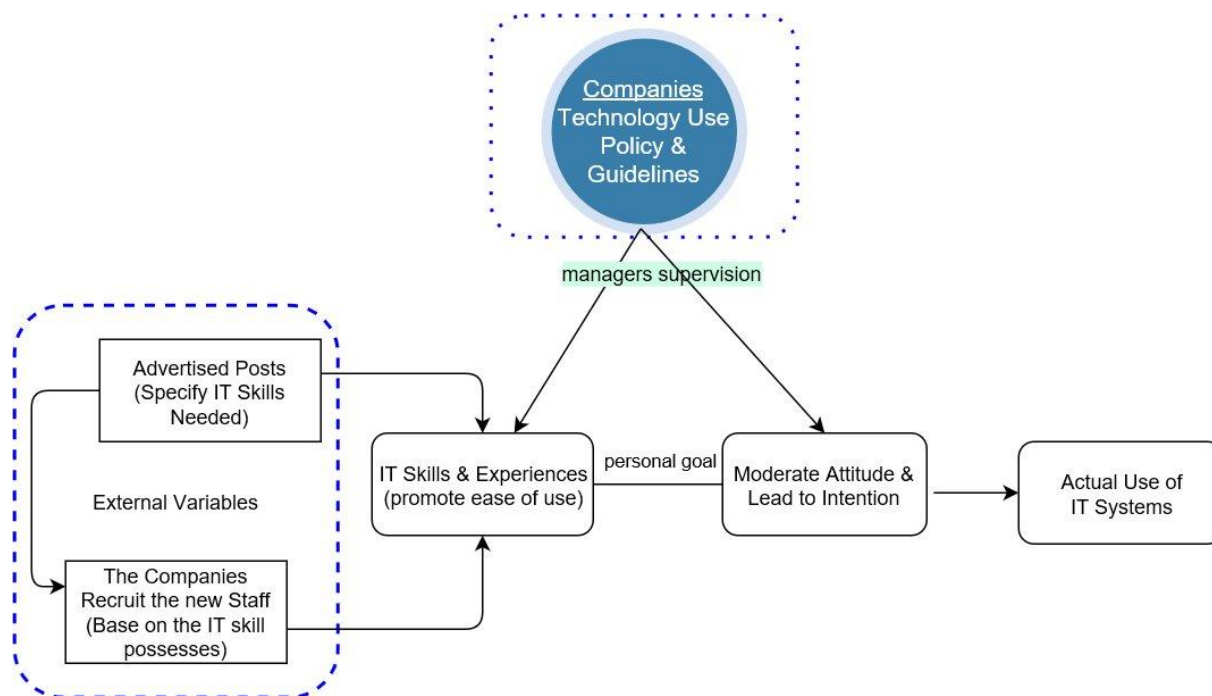 Companies
Technology Use
Policy &
Guidelines
managers supervision
Advertised Posts
(Specify IT Skills
Needed)
External Variables
The Companies
Recruit the new Staff
(Base on the IT skill
possesses)
IT Skills & Experiences
(promote ease of use)
personal goal
Moderate Attitude &
Lead to Intention
Actual Use of
IT Systems